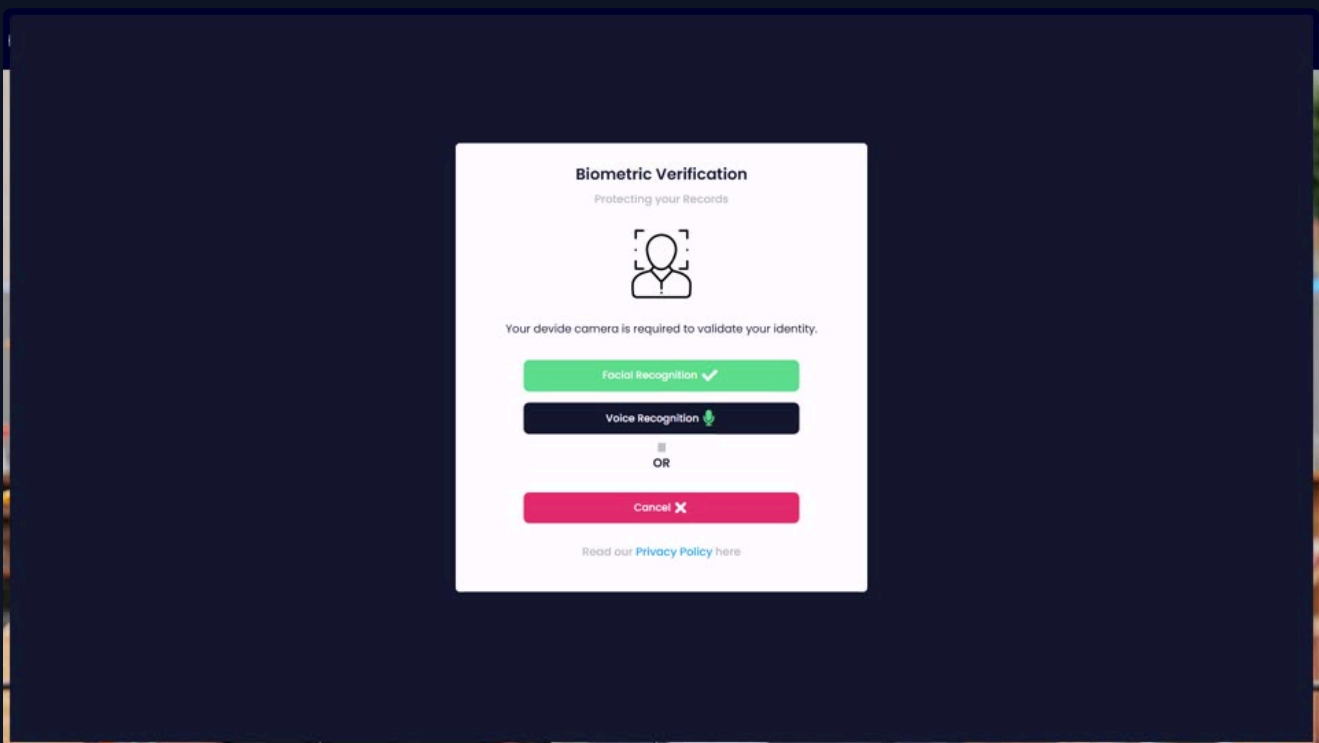 Biometric Verification
Protecting your Records
Your devide camera is required to validate your identity.
Facial Recognition
Voice Recognition
OR
Cancel
Read our Privacy Policy here